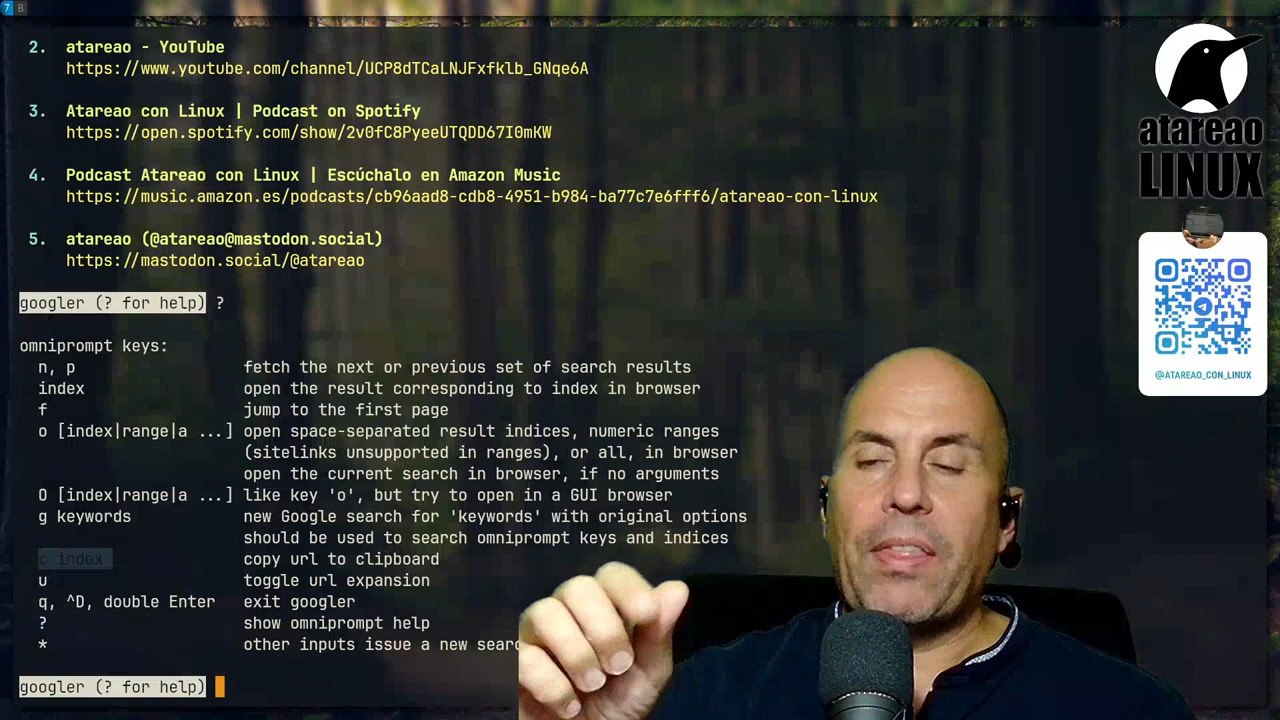 7 8
2. atareao - YouTube
https://www.youtube.com/channel/UCP8dTCaLNJFxfKlb_GNqe6A
3. Atareao con Linux | Podcast on Spotify
https://open.spotify.com/show/2v0fC8PyeeUTQDD67I0mKW
4. Podcast Atareao con Linux | Escúchalo en Amazon Music
https://music.amazon.es/podcasts/cb96aad8-cdb8-4951-b984-ba77c7e6fff6/atareao-con-linux
5. atareao (@atareao@mastodon.social)
https://mastodon.social/@atareao
googler (? for help) ?
omniprompt keys:
n, p fetch the next or previous set of search results
index open the result corresponding to index in browser
f jump to the first page
o [index|range|a ...] open space-separated result indices, numeric ranges
(sitelinks unsupported in ranges), or all, in browser
open the current search in browser, if no arguments
O [index|range|a ...] like key 'o', but try to open in a GUI browser
g keywords new Google search for 'keywords' with original options
should be used to search omniprompt keys and indices
c index copy url to clipboard
u toggle url expansion
q, ^D, double Enter exit googler
? show omniprompt help
* other inputs issue a new
googler (? for help)
atareao
LINUX
@ATAREAO_CON_LINUX